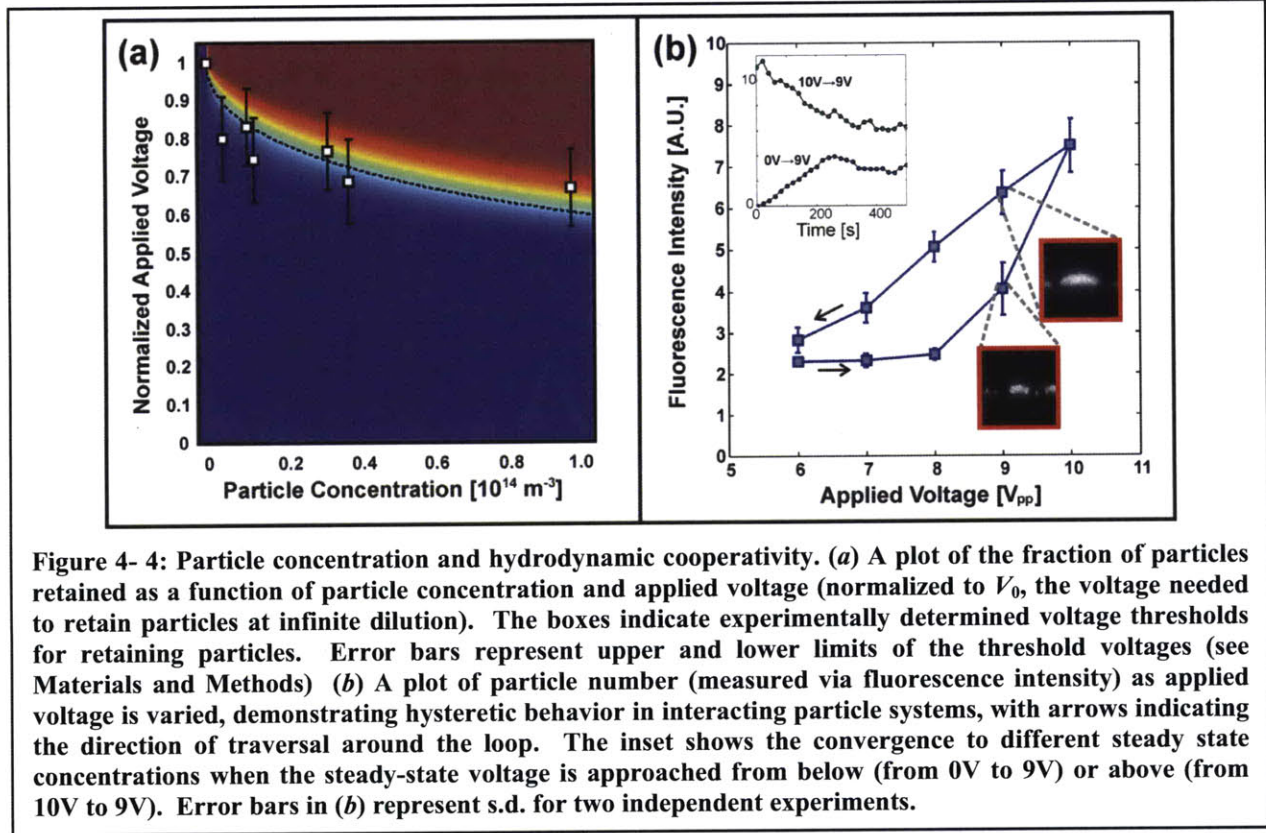 (a)
1
0.9
0.8
0.7
0.6
0.5
0.4
0.3
0.2
0.1
0
Normalized Applied Voltage
0 0.2 0.4 0.6 0.8 1.0
Particle Concentration [10¹⁴ m⁻³]
(b)
10
9
8
7
6
5
4
3
2
1
0
Fluorescence Intensity [A.U.]
10
0
10V→9V
0V→9V
0 200 400
Time [s]
5 6 7 8 9 10 11
Applied Voltage [Vpp]
Figure 4- 4: Particle concentration and hydrodynamic cooperativity. (a) A plot of the fraction of particles
retained as a function of particle concentration and applied voltage (normalized to V₀, the voltage needed
to retain particles at infinite dilution). The boxes indicate experimentally determined voltage thresholds
for retaining particles. Error bars represent upper and lower limits of the threshold voltages (see
Materials and Methods) (b) A plot of particle number (measured via fluorescence intensity) as applied
voltage is varied, demonstrating hysteretic behavior in interacting particle systems, with arrows indicating
the direction of traversal around the loop. The inset shows the convergence to different steady state
concentrations when the steady-state voltage is approached from below (from 0V to 9V) or above (from
10V to 9V). Error bars in (b) represent s.d. for two independent experiments.